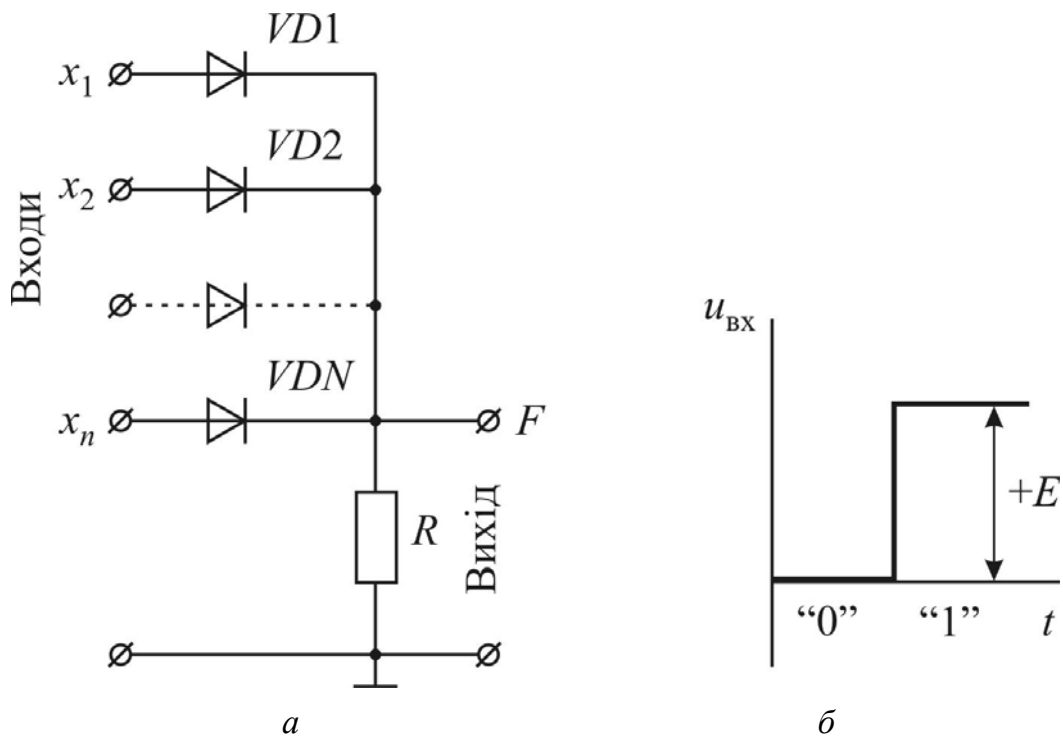 VD1
x1
VD2
x2
Входи
VDN
xn
F
R
Вихід
а
uвх
+E
“0”
“1”
t
б